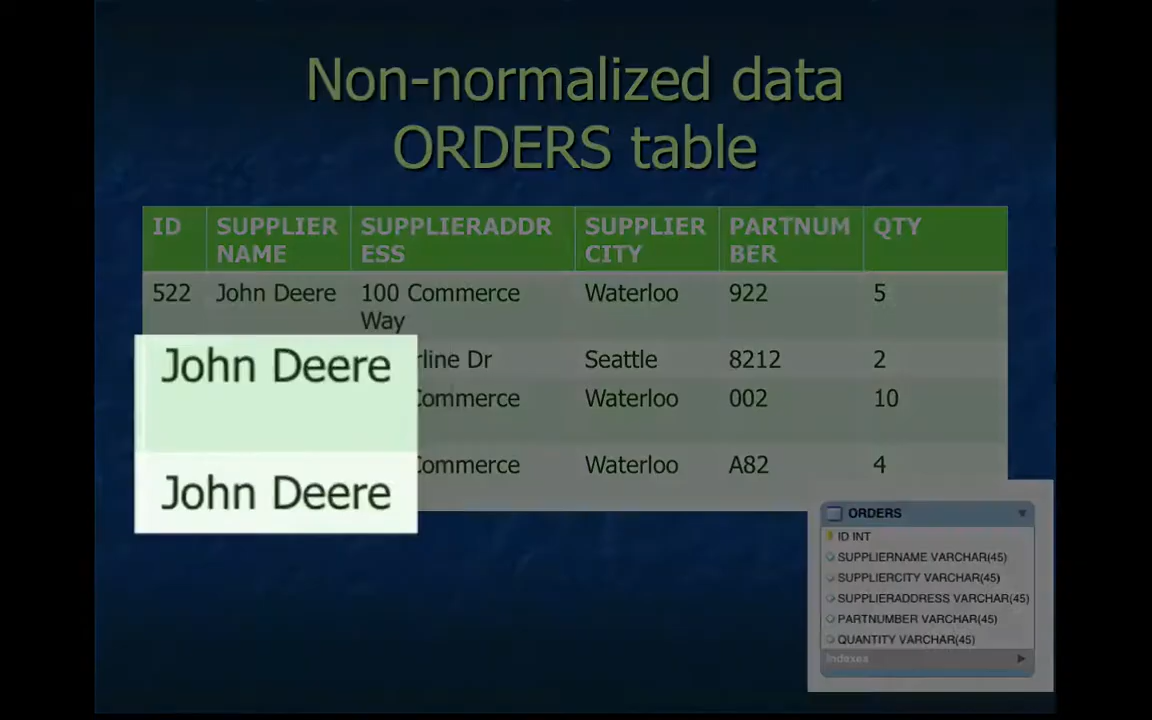 Non-normalized data
ORDERS table
ID SUPPLIER NAME SUPPLIERADDR ESS SUPPLIER CITY PARTNUM BER QTY
522 John Deere 100 Commerce Way Waterloo 922 5
John Deere
rline Dr Seattle 8212 2
Commerce Waterloo 002 10
John Deere
Commerce Waterloo A82 4
ORDERS
ID INT
SUPPLIERNAME VARCHAR(45)
SUPPLIERCITY VARCHAR(45)
SUPPLIERADDRESS VARCHAR(45)
PARTNUMBER VARCHAR(45)
QUANTITY VARCHAR(45)
Indexes